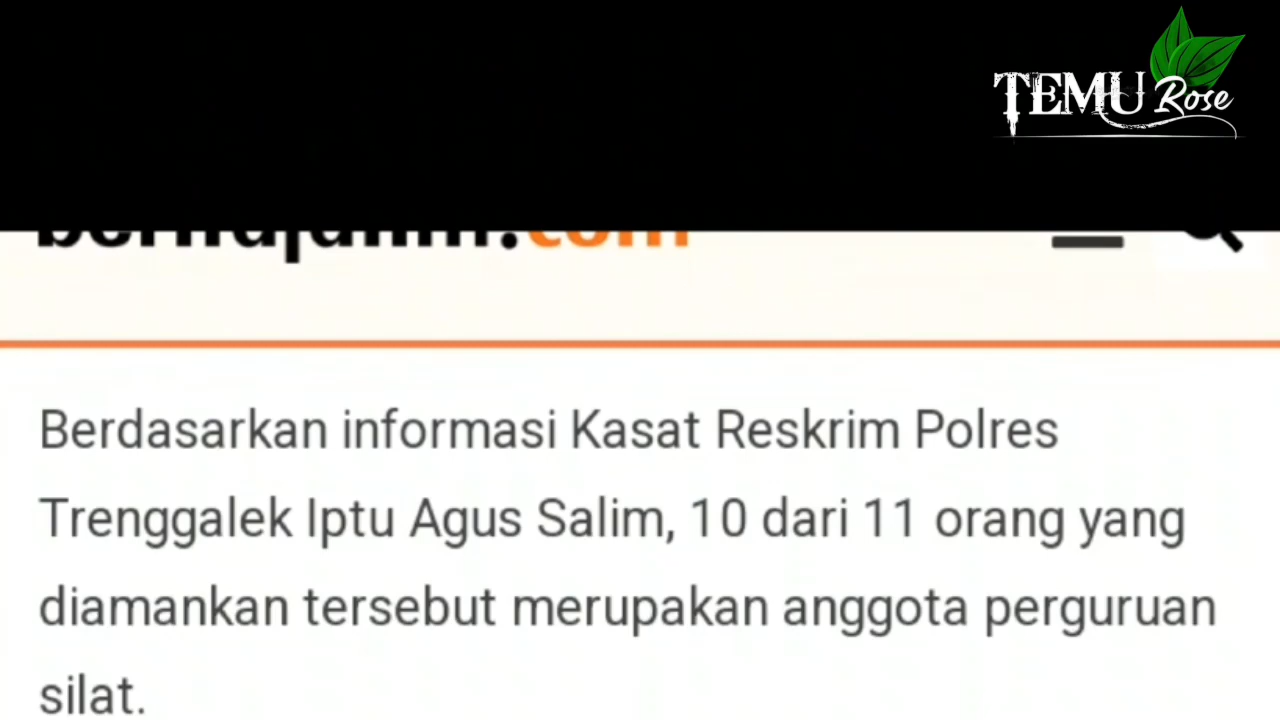 TEMU Rose
Berdasarkan informasi Kasat Reskrim Polres
Trenggalek Iptu Agus Salim, 10 dari 11 orang yang
diamankan tersebut merupakan anggota perguruan
silat.